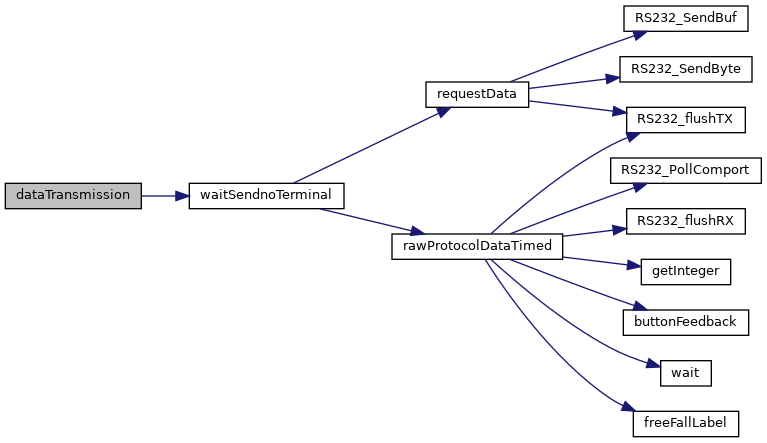 dataTransmission
waitSendnoTerminal
requestData
rawProtocolDataTimed
RS232_SendBuf
RS232_SendByte
RS232_flushTX
RS232_PollComport
RS232_flushRX
getInteger
buttonFeedback
wait
freeFallLabel